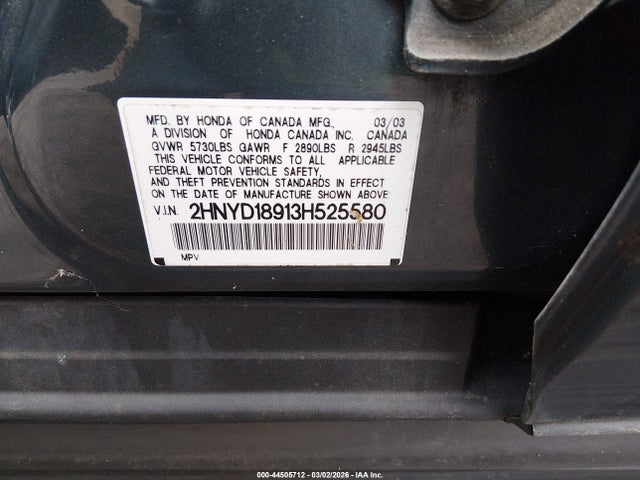 MFD. BY HONDA OF CANADA MFG., 03/03
A DIVISION OF HONDA CANADA INC. CANADA
GVWR 5730LBS GAWR F 2890LBS R 2945LBS
THIS VEHICLE CONFORMS TO ALL APPLICABLE
FEDERAL MOTOR VEHICLE SAFETY,
AND THEFT PREVENTION STANDARDS IN EFFECT
ON THE DATE OF MANUFACTURE SHOWN ABOVE.
V.I.N. 2HNYD18913H525580
MPV
000-44505712 - 03/02/2026 - IAA Inc.